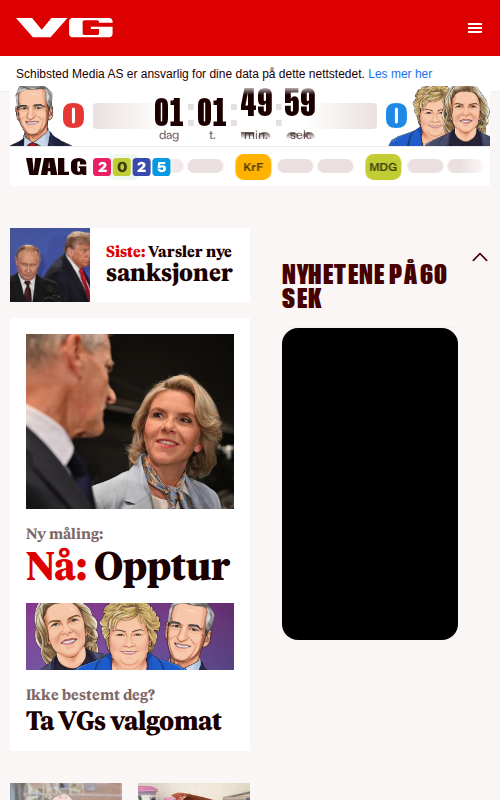 VG
Schibsted Media AS er ansvarlig for dine data på dette nettstedet. Les mer her
0 01:01:49:59 0
dag t. min. sek.
VALG 2025 KrF MDG
Siste: Varsler nye
sanksjoner
NYHETENE PÅ 60
SEK
Ny måling:
Nå: Opptur
Ikke bestemt deg?
Ta VGs valgomat